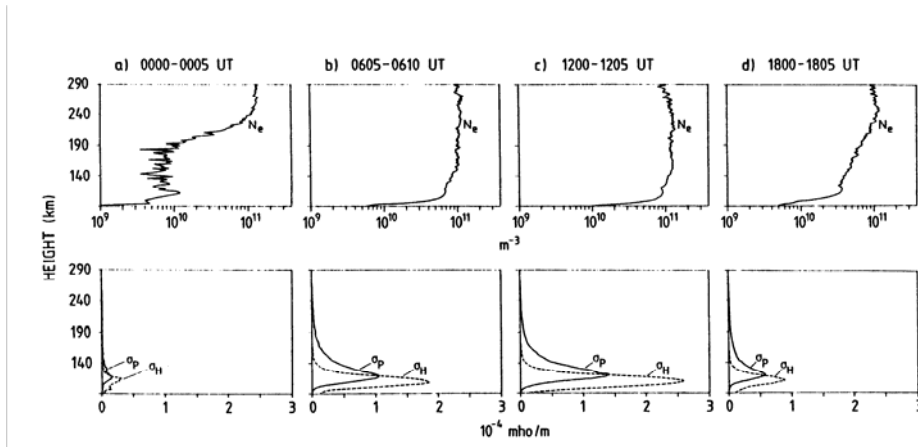 a) 0000-0005 UT b) 0605-0610 UT c) 1200-1205 UT d) 1800-1805 UT
290
240
190
140
Ne Ne Ne Ne
10⁹ 10¹⁰ 10¹¹ 10⁹ 10¹⁰ 10¹¹ 10⁹ 10¹⁰ 10¹¹ 10⁹ 10¹⁰ 10¹¹
m⁻³
HEIGHT (km)
290
290
190
140
σP σH σP σH σP σH σP σH
0 1 2 3 0 1 2 3 0 1 2 3 0 1 2 3
10⁻⁴ mho/m